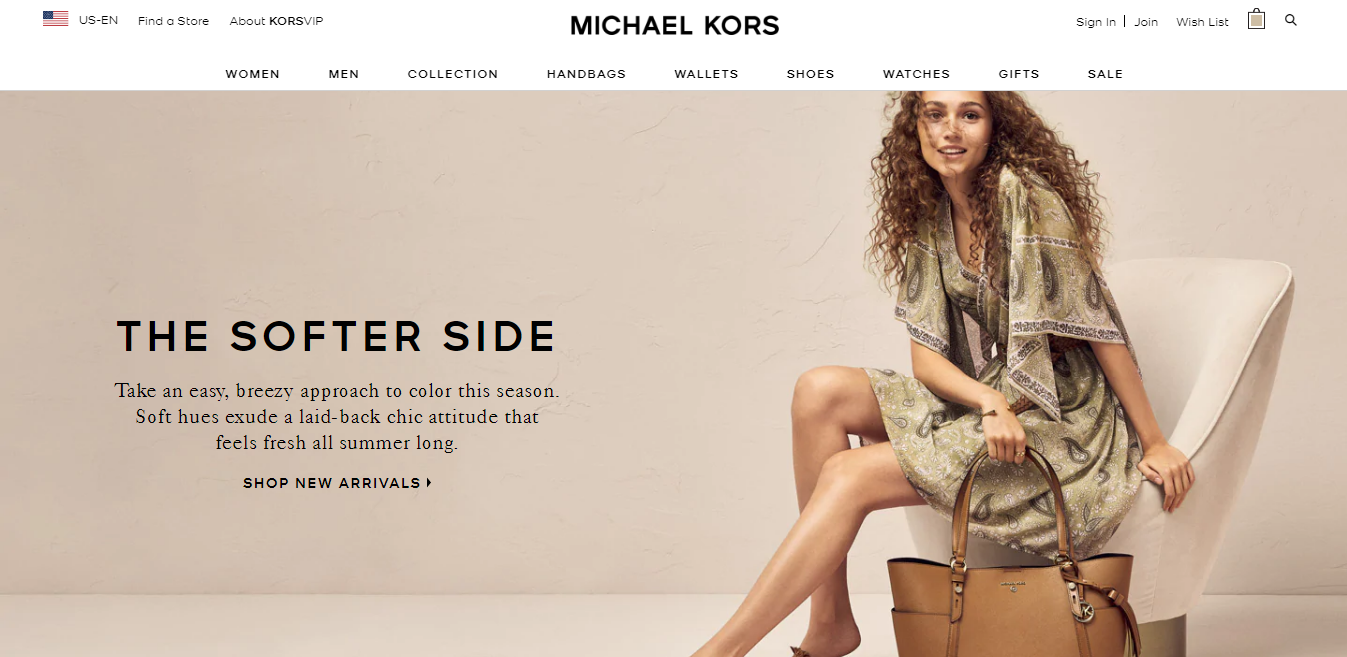 US-EN Find a Store About KORSVIP
MICHAEL KORS
Sign In | Join Wish List
WOMEN MEN COLLECTION HANDBAGS WALLETS SHOES WATCHES GIFTS SALE
THE SOFTER SIDE
Take an easy, breezy approach to color this season.
Soft hues exude a laid-back chic attitude that
feels fresh all summer long.
SHOP NEW ARRIVALS